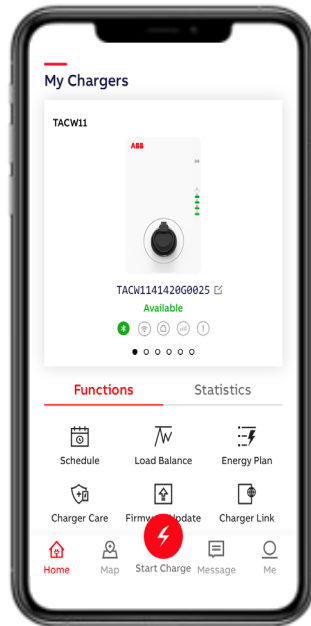 My Chargers
TACW11
ABB
TACW1141420G0025
Available
Functions Statistics
Schedule Load Balance Energy Plan
Charger Care Firmware Update Charger Link
Home Map Start Charge Message Me